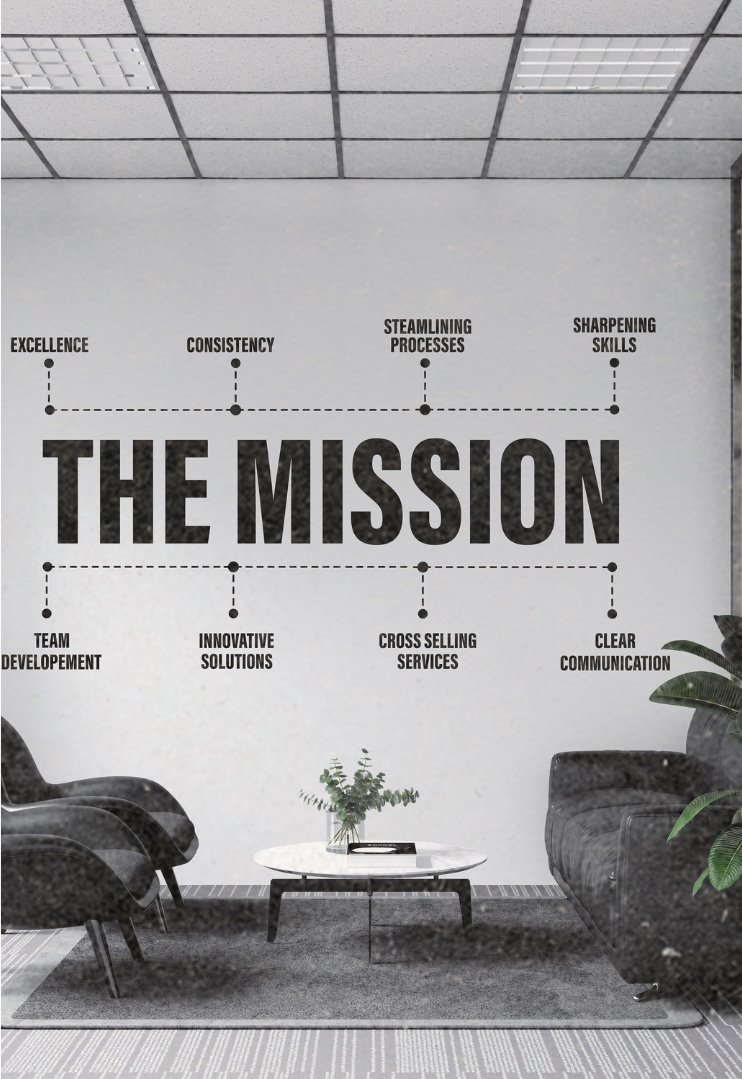 EXCELLENCE
CONSISTENCY
STEAMLINING
PROCESSES
SHARPENING
SKILLS
THE MISSION
TEAM
DEVELOPEMENT
INNOVATIVE
SOLUTIONS
CROSS SELLING
SERVICES
CLEAR
COMMUNICATION